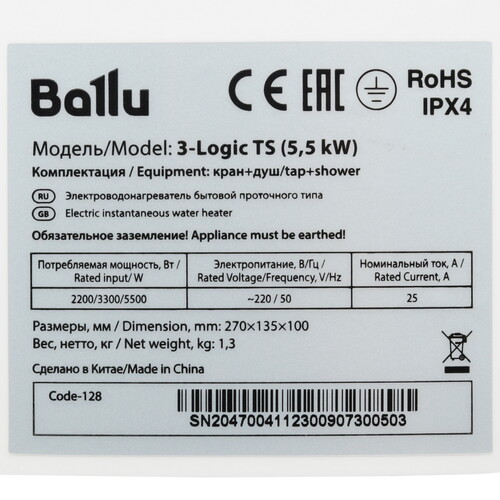 Ballu CE EAC RoHS
IPX4
Модель/Model: 3-Logic TS (5,5 kW)
Комплектация / Equipment: кран+душ/tap+shower
RU Электроводонагреватель бытовой проточного типа
GB Electric instantaneous water heater
Обязательное заземление! Appliance must be earthed!
Потребляемая мощность, Вт / Электропитание, В/Гц / Номинальный ток, А /
Rated input/ W Rated Voltage/Frequency, V/Hz Rated Current, A
2200/3300/5500 ~220 / 50 25
Размеры, мм / Dimension, mm: 270×135×100
Вес, нетто, кг / Net weight, kg: 1,3
Сделано в Китае/Made in China
Code-128
SN2047004112300907300503